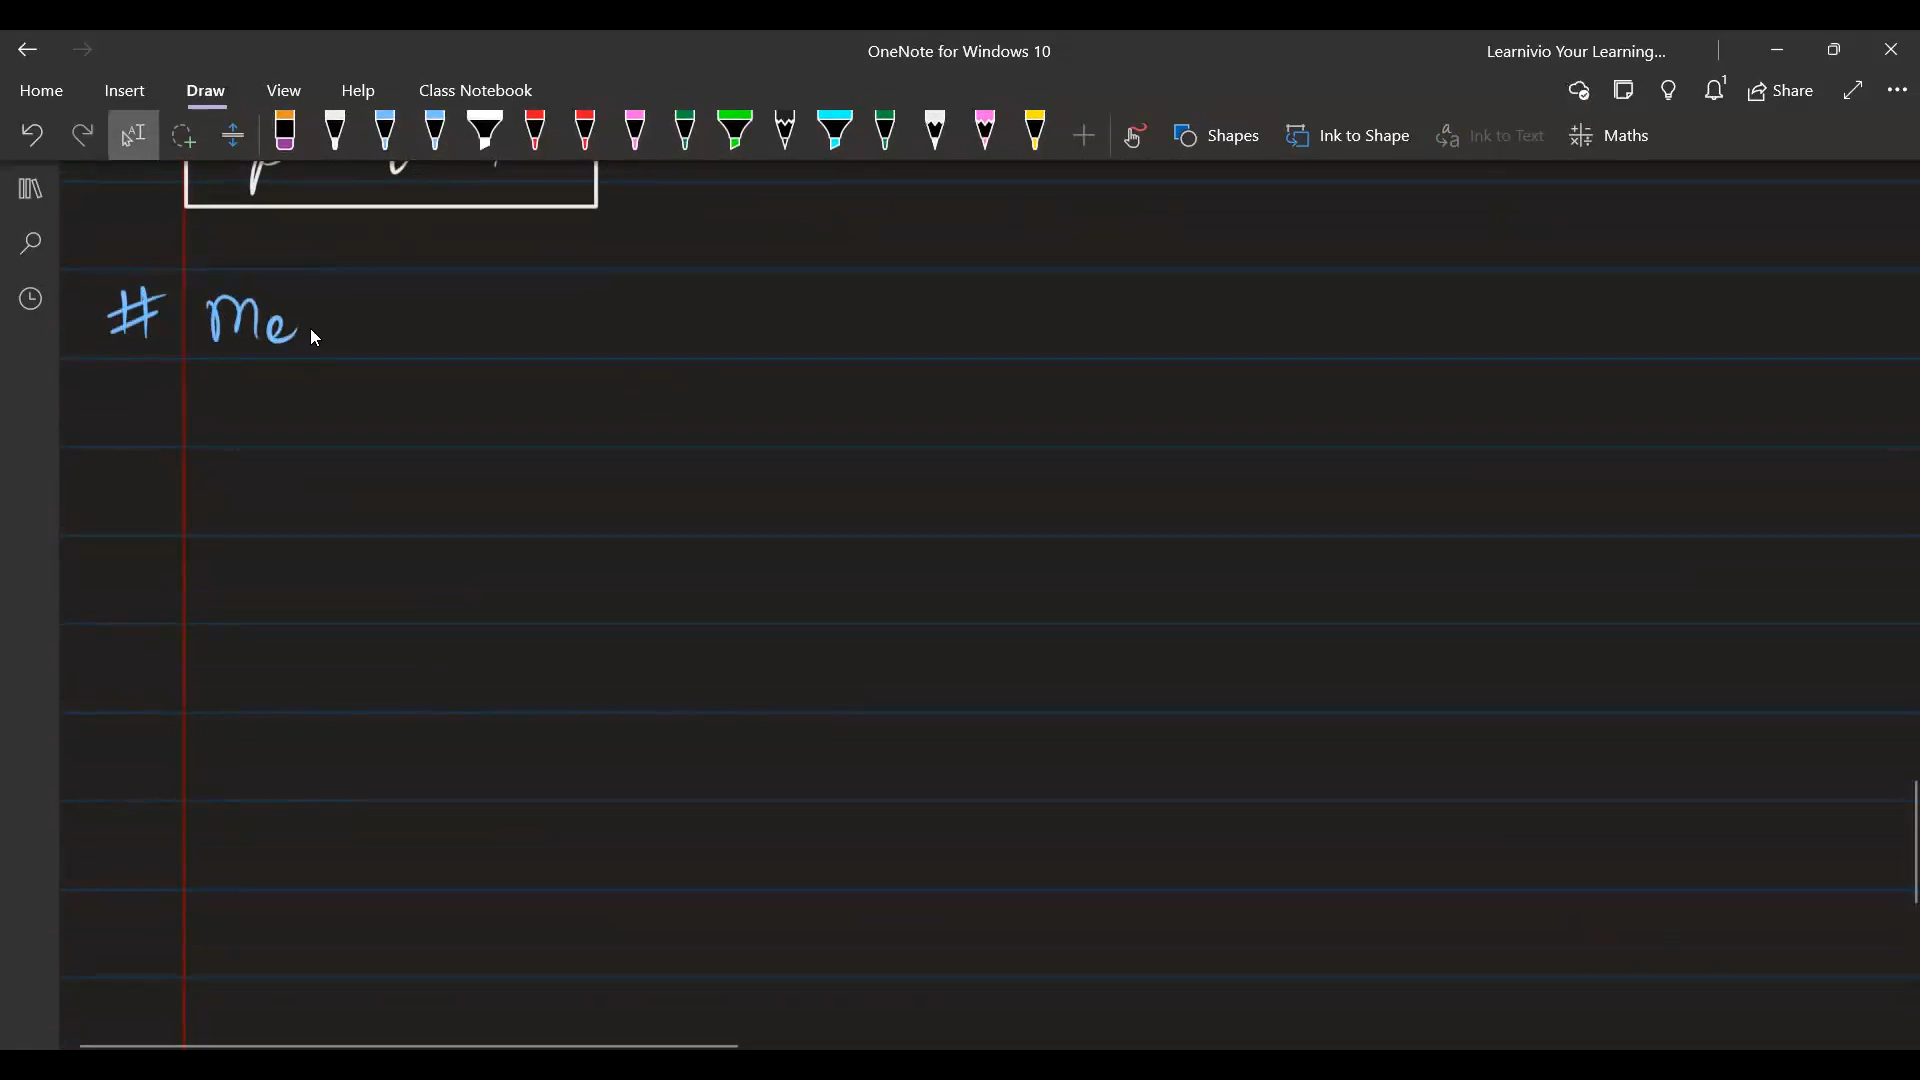 OneNote for Windows 10
Learnivio Your Learning...
Home Insert Draw View Help Class Notebook
1
Share
Shapes
Ink to Shape
Ink to Text
Maths
# Me